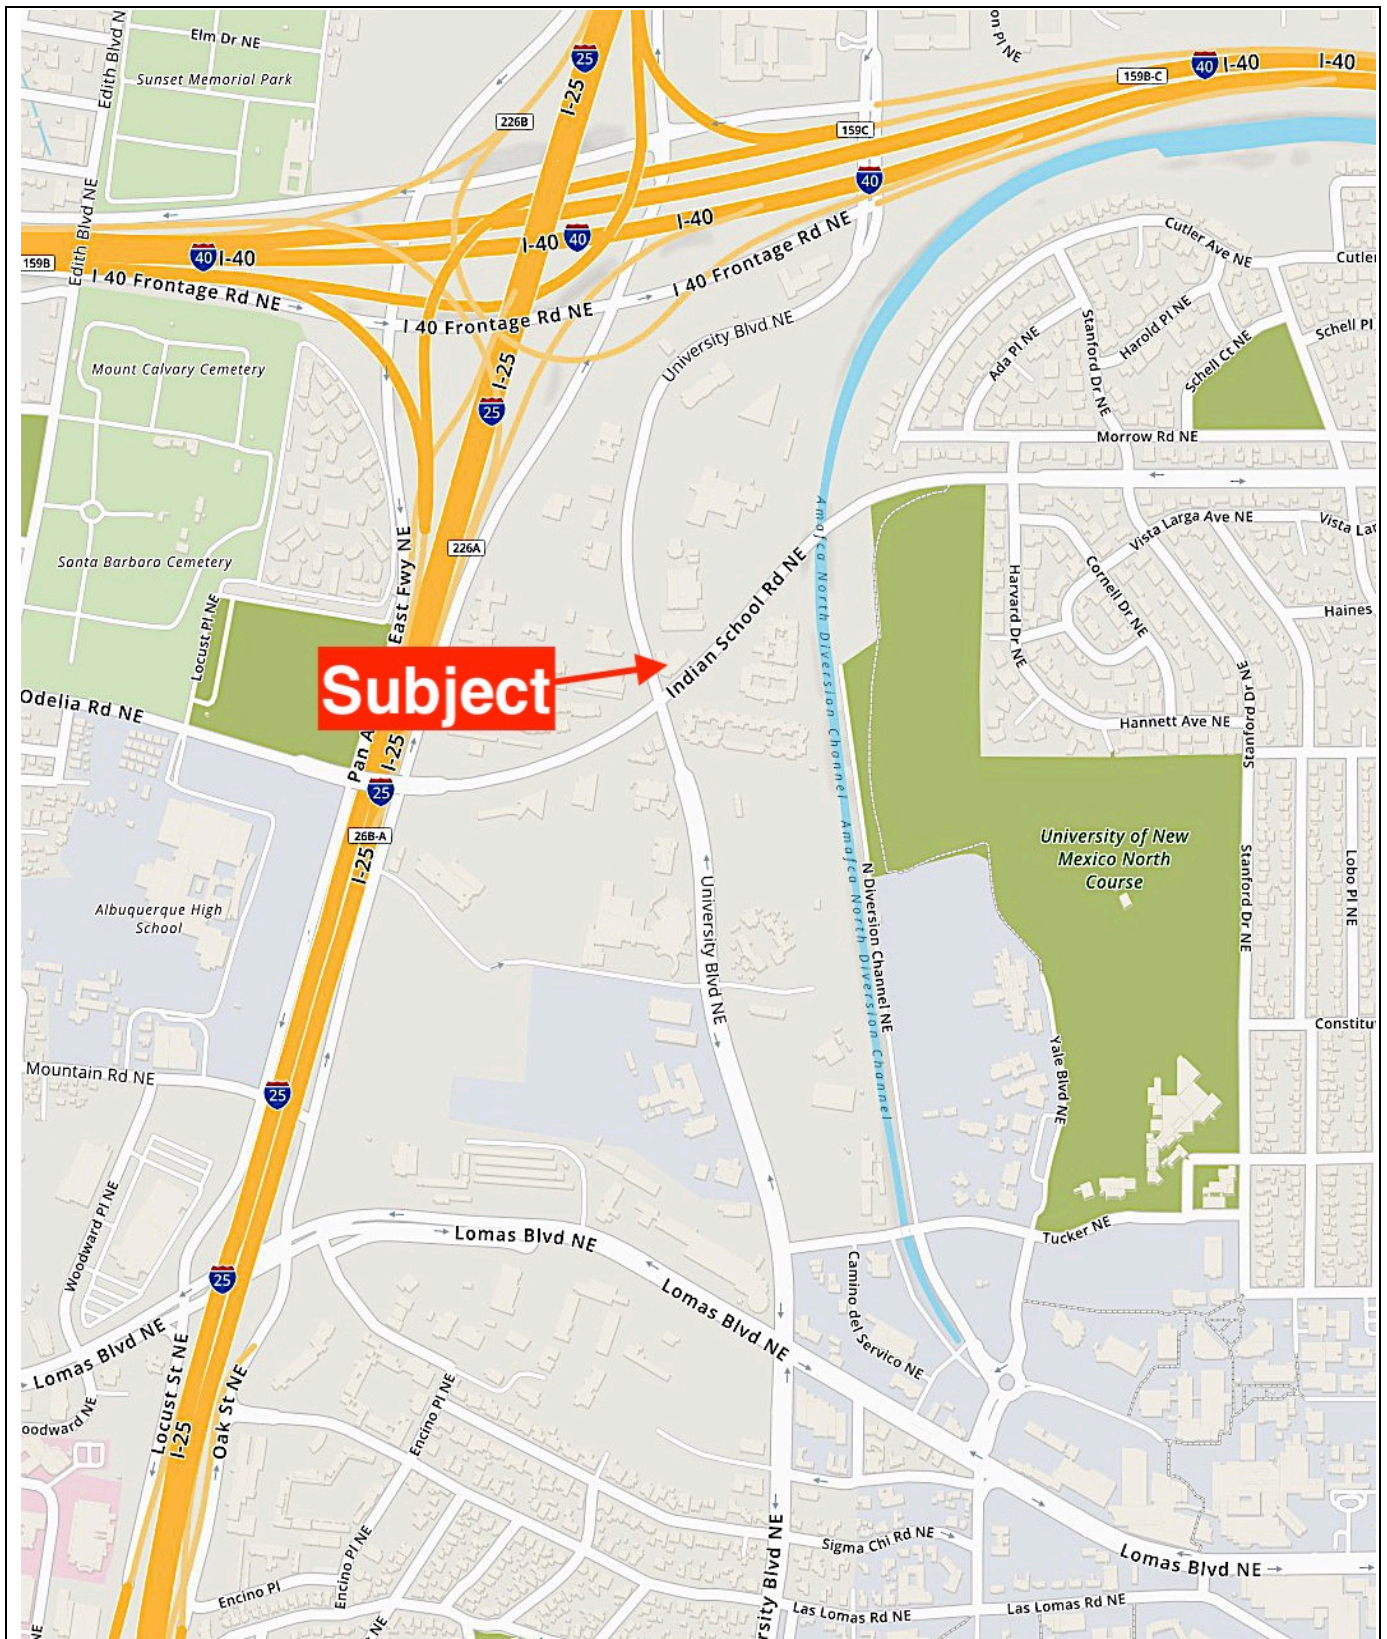 Elm Dr NE
Sunset Memorial Park
Edith Blvd N
226B
25
I-25
on Pl NE
159B-C
40
I-40
I-40
159C
40
Edith Blvd NE
159B
40
I-40
I-40
40
I-40
I 40 Frontage Rd NE
I 40 Frontage Rd NE
I 40 Frontage Rd NE
University Blvd NE
Cutler Ave NE
Cutler
Stanford Dr NE
Harold Pl NE
Ada Pl NE
Schell Ct NE
Schell Pl
Mount Calvary Cemetery
I-25
25
Morrow Rd NE
Amafca North Diversion Channel
Vista Larga Ave NE
Vista Lar
Santa Barbara Cemetery
226A
East Fwy NE
Indian School Rd NE
Harvard Dr NE
Cornell Dr NE
Haines
Locust Pl NE
Subject
Stanford Dr NE
Odelia Rd NE
Hannett Ave NE
Pan A
I-25
25
26B-A
I-25
University of New
Mexico North
Course
Stanford Dr NE
Lobo Pl NE
Albuquerque High
School
University Blvd NE
Amafca North Diversion Channel
N Diversion Channel NE
Constitu
Mountain Rd NE
25
Yale Blvd NE
Woodward Pl NE
Lomas Blvd NE
Tucker NE
25
Camino del Servico NE
Lomas Blvd NE
Lomas Blvd NE
Locust St NE
I-25
Oak St NE
oodward NE
Encino Pl NE
Encino Pl NE
Sigma Chi Rd NE
Lomas Blvd NE
Encino Pl
rsity Blvd NE
Las Lomas Rd NE
Las Lomas Rd NE
NE
NE